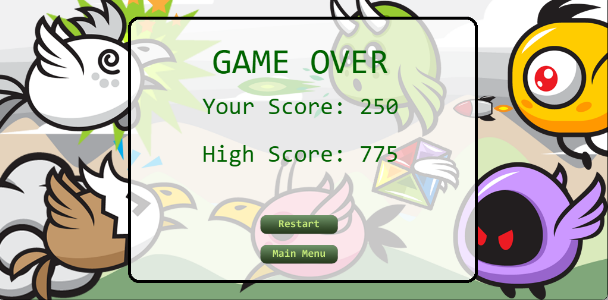 GAME OVER
Your Score: 250
High Score: 775
Restart
Main Menu